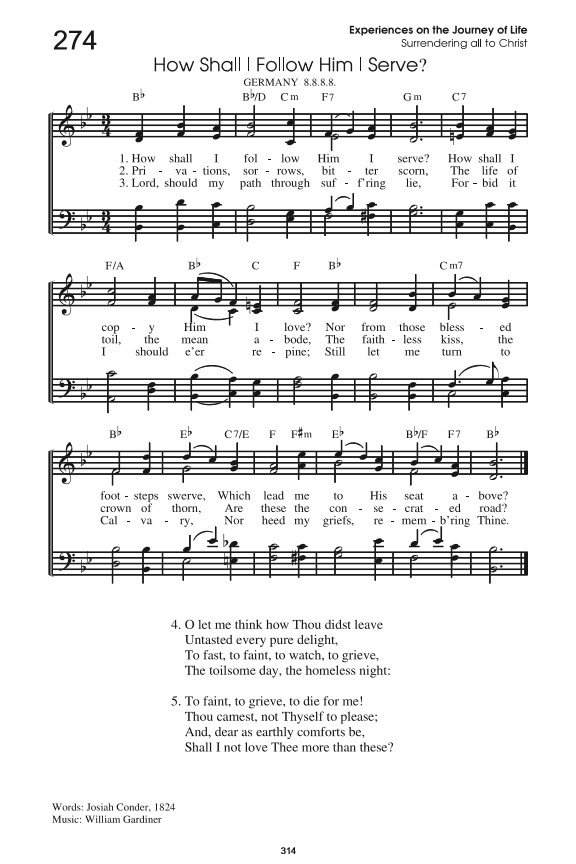 274
Experiences on the Journey of Life
Surrendering all to Christ
How Shall I Follow Him I Serve?
GERMANY 8.8.8.8.
B♭ B♭/D Cm F7 Gm C7
1. How shall I fol - low Him I serve? How shall I
2. Pri - va - tions, sor - rows, bit - ter scorn, The life of
3. Lord, should my path through suf - f'ring lie, For - bid it
F/A B♭ C F B♭ Cm7
cop - y Him I love? Nor from those bless - ed
toil, the mean a - bode, The faith - less kiss, the
I should e'er re - pine; Still let me turn to
B♭ E♭ C7/E F F♯m E♭ B♭/F F7 B♭
foot - steps swerve, Which lead me to His seat a - bove?
crown of thorn, Are these the con - se - crat - ed road?
Cal - va - ry, Nor heed my griefs, re - mem - b'ring Thine.
4. O let me think how Thou didst leave
Untasted every pure delight,
To fast, to faint, to watch, to grieve,
The toilsome day, the homeless night:
5. To faint, to grieve, to die for me!
Thou camest, not Thyself to please;
And, dear as earthly comforts be,
Shall I not love Thee more than these?
Words: Josiah Conder, 1824
Music: William Gardiner
314